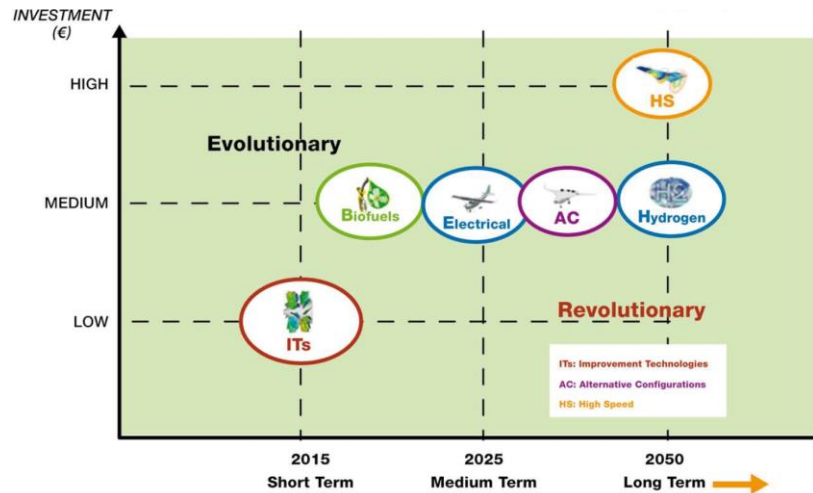 INVESTMENT
(€)
HIGH
HS
Evolutionary
MEDIUM
Biofuels
Electrical
AC
H2
Hydrogen
LOW
ITs
Revolutionary
ITs: Improvement Technologies
AC: Alternative Configurations
HS: High Speed
2015
2025
2050
Short Term
Medium Term
Long Term